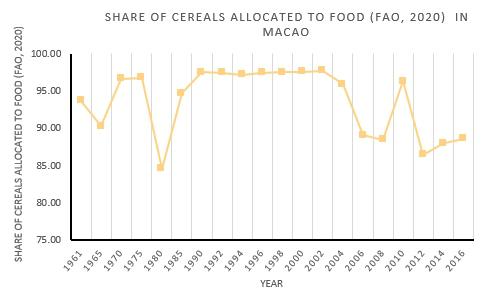 SHARE OF CEREALS ALLOCATED TO FOOD (FAO, 2020) IN
MACAO
SHARE OF CEREALS ALLOCATED TO FOOD (FAO, 2020)
100.00
95.00
90.00
85.00
80.00
75.00
1961 1965 1970 1975 1980 1985 1990 1992 1994 1996 1998 2000 2002 2004 2006 2008 2010 2012 2014 2016
YEAR